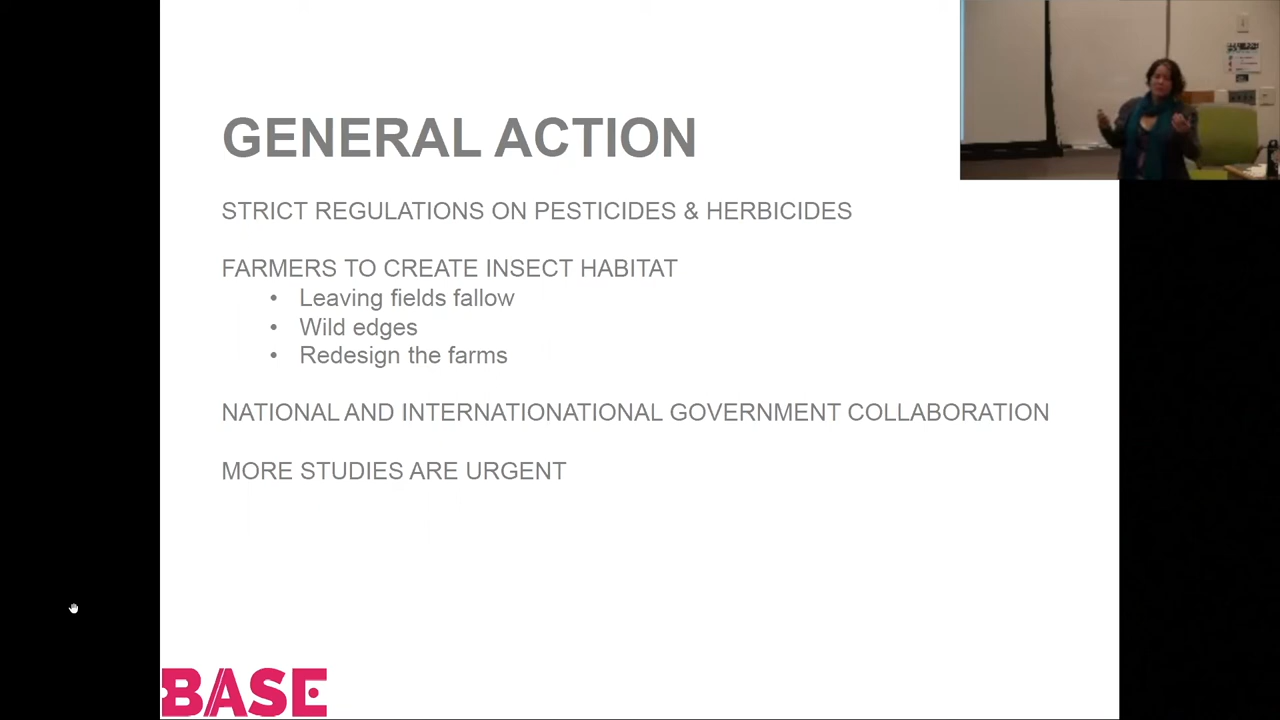 GENERAL ACTION
STRICT REGULATIONS ON PESTICIDES & HERBICIDES
FARMERS TO CREATE INSECT HABITAT
• Leaving fields fallow
• Wild edges
• Redesign the farms
NATIONAL AND INTERNATIONATIONAL GOVERNMENT COLLABORATION
MORE STUDIES ARE URGENT
BASE